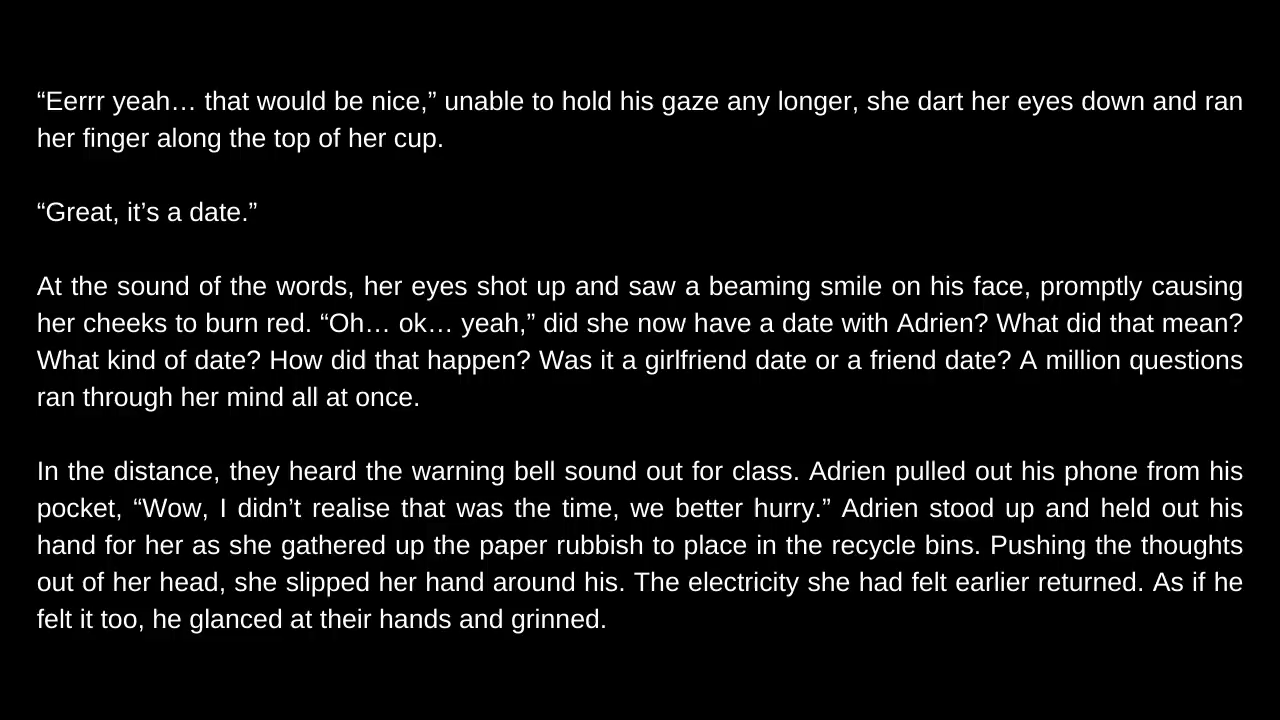 “Eerrr yeah… that would be nice,” unable to hold his gaze any longer, she dart her eyes down and ran
her finger along the top of her cup.
“Great, it’s a date.”
At the sound of the words, her eyes shot up and saw a beaming smile on his face, promptly causing
her cheeks to burn red. “Oh… ok… yeah,” did she now have a date with Adrien? What did that mean?
What kind of date? How did that happen? Was it a girlfriend date or a friend date? A million questions
ran through her mind all at once.
In the distance, they heard the warning bell sound out for class. Adrien pulled out his phone from his
pocket, “Wow, I didn’t realise that was the time, we better hurry.” Adrien stood up and held out his
hand for her as she gathered up the paper rubbish to place in the recycle bins. Pushing the thoughts
out of her head, she slipped her hand around his. The electricity she had felt earlier returned. As if he
felt it too, he glanced at their hands and grinned.